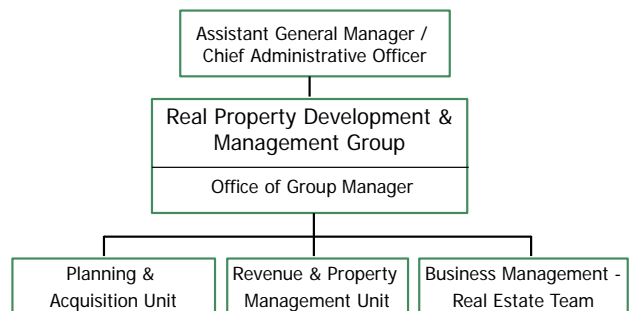 Assistant General Manager /
Chief Administrative Officer
Real Property Development &
Management Group
Office of Group Manager
Planning &
Acquisition Unit
Revenue & Property
Management Unit
Business Management -
Real Estate Team